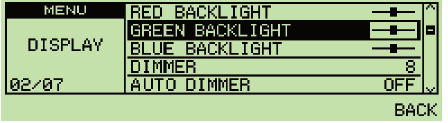 MENU
DISPLAY
02/07
RED BACKLIGHT
GREEN BACKLIGHT
BLUE BACKLIGHT
DIMMER 8
AUTO DIMMER OFF
BACK